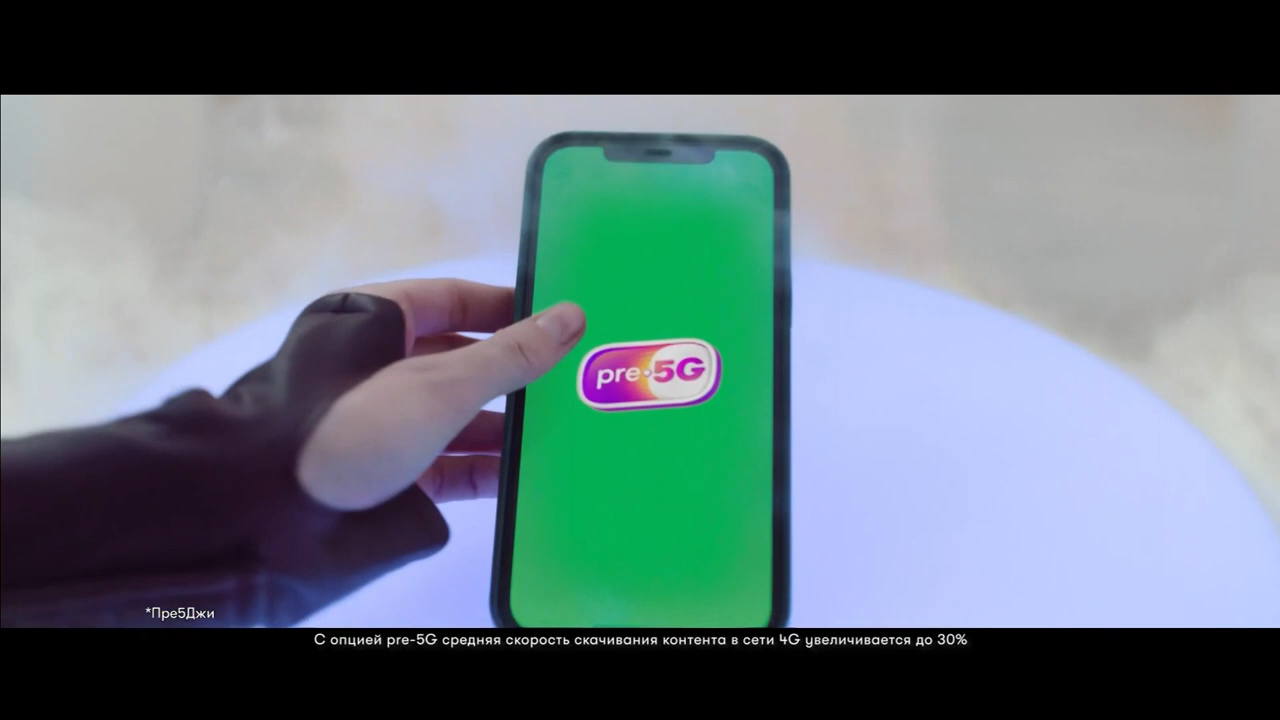 pre-5G
*Пре5Джи
С опцией pre-5G средняя скорость скачивания контента в сети 4G увеличивается до 30%